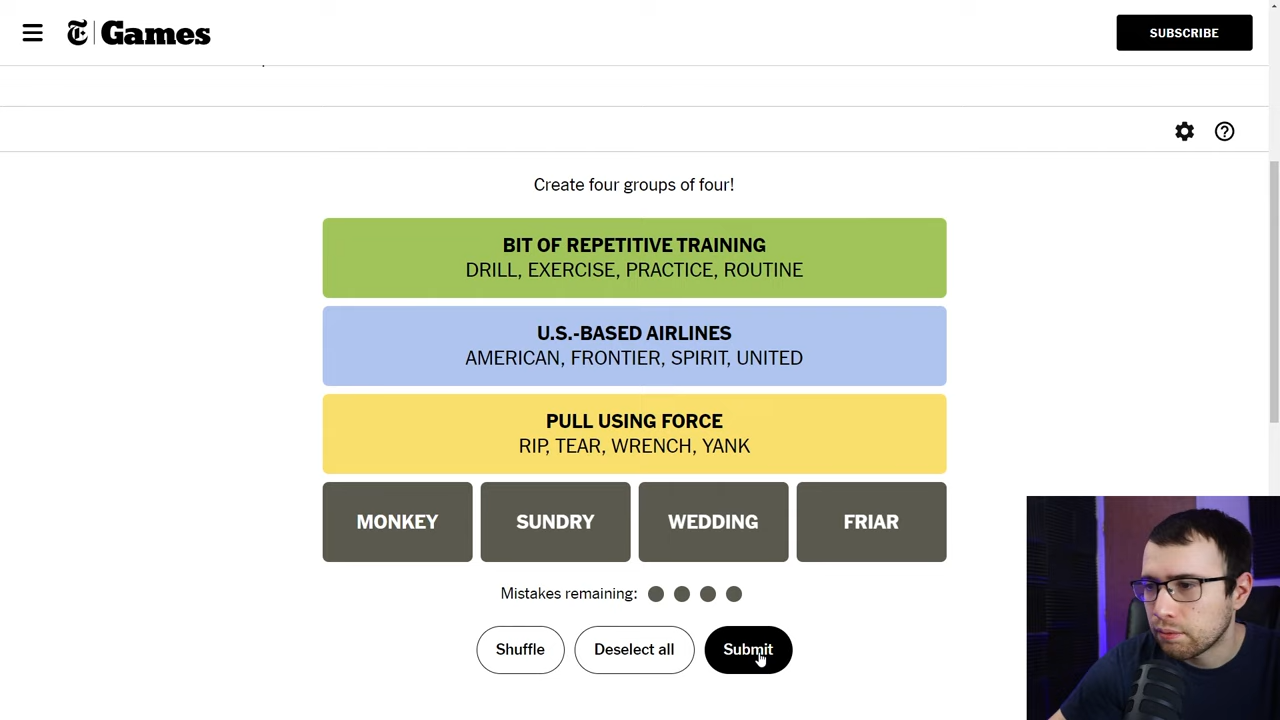 T Games
SUBSCRIBE
Create four groups of four!
BIT OF REPETITIVE TRAINING
DRILL, EXERCISE, PRACTICE, ROUTINE
U.S.-BASED AIRLINES
AMERICAN, FRONTIER, SPIRIT, UNITED
PULL USING FORCE
RIP, TEAR, WRENCH, YANK
MONKEY SUNDRY WEDDING FRIAR
Mistakes remaining:
Shuffle Deselect all Submit